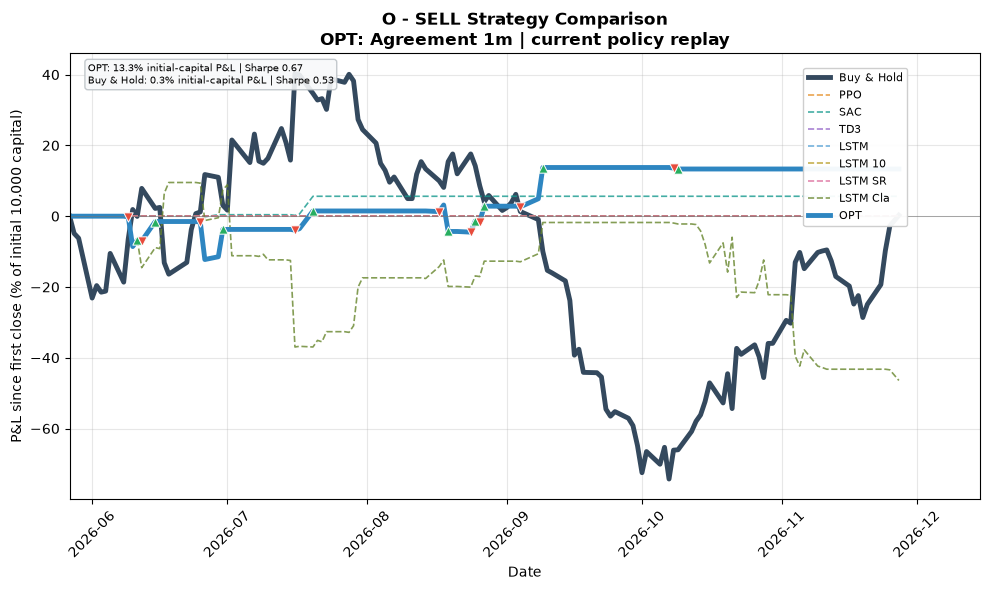 O - SELL Strategy Comparison
OPT: Agreement 1m | current policy replay
OPT: 13.3% initial-capital P&L | Sharpe 0.67
Buy & Hold: 0.3% initial-capital P&L | Sharpe 0.53
Buy & Hold
PPO
SAC
TD3
LSTM
LSTM 10
LSTM SR
LSTM Cla
OPT
P&L since first close (% of initial 10,000 capital)
40
20
0
−20
−40
−60
2026-06
2026-07
2026-08
2026-09
2026-10
2026-11
2026-12
Date